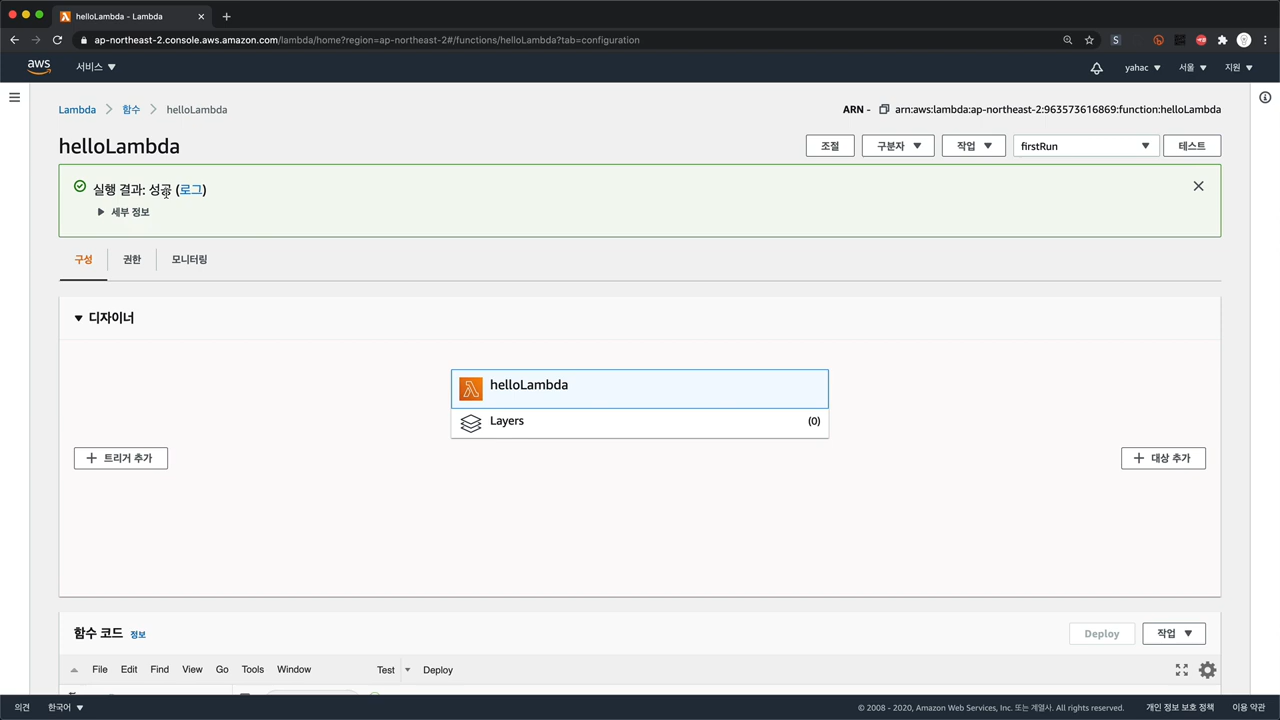 helloLambda - Lambda
ap-northeast-2.console.aws.amazon.com/lambda/home?region=ap-northeast-2#/functions/helloLambda?tab=configuration
aws 서비스 yahac 서울 지원
Lambda 함수 helloLambda
ARN - arn:aws:lambda:ap-northeast-2:963573616869:function:helloLambda
helloLambda
조절 구분자 작업 firstRun 테스트
실행 결과: 성공 (로그)
세부 정보
구성 권한 모니터링
디자이너
helloLambda
Layers (0)
+ 트리거 추가
+ 대상 추가
함수 코드 정보
Deploy 작업
File Edit Find View Go Tools Window Test Deploy
의견 한국어 © 2008 - 2020, Amazon Web Services, Inc. 또는 계열사. All rights reserved. 개인 정보 보호 정책 이용 약관